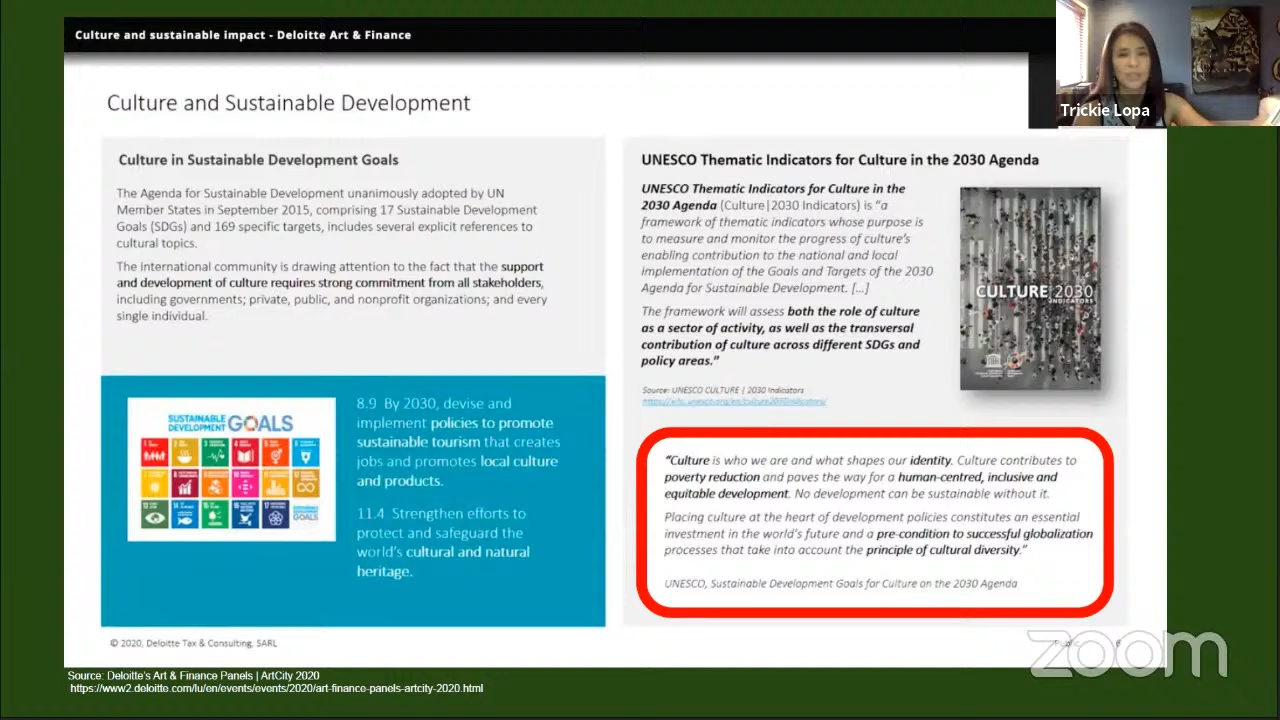 Culture and sustainable impact - Deloitte Art & Finance
Trickie Lopa
Culture and Sustainable Development
Culture in Sustainable Development Goals
The Agenda for Sustainable Development unanimously adopted by UN
Member States in September 2015, comprising 17 Sustainable Development
Goals (SDGs) and 169 specific targets, includes several explicit references to
cultural topics.
The international community is drawing attention to the fact that the support
and development of culture requires strong commitment from all stakeholders,
including governments; private, public, and nonprofit organizations; and every
single individual.
SUSTAINABLE
DEVELOPMENT GOALS
8.9 By 2030, devise and
implement policies to promote
sustainable tourism that creates
jobs and promotes local culture
and products.
11.4 Strengthen efforts to
protect and safeguard the
world's cultural and natural
heritage.
UNESCO Thematic Indicators for Culture in the 2030 Agenda
UNESCO Thematic Indicators for Culture in the
2030 Agenda (Culture|2030 Indicators) is "a
framework of thematic indicators whose purpose is
to measure and monitor the progress of culture's
enabling contribution to the national and local
implementation of the Goals and Targets of the 2030
Agenda for Sustainable Development. […]
The framework will assess both the role of culture
as a sector of activity, as well as the transversal
contribution of culture across different SDGs and
policy areas."
Source: UNESCO CULTURE | 2030 Indicators
CULTURE 2030
INDICATORS
"Culture is who we are and what shapes our identity. Culture contributes to
poverty reduction and paves the way for a human-centred, inclusive and
equitable development. No development can be sustainable without it.
Placing culture at the heart of development policies constitutes an essential
investment in the world's future and a pre-condition to successful globalization
processes that take into account the principle of cultural diversity."
UNESCO, Sustainable Development Goals for Culture on the 2030 Agenda
© 2020, Deloitte Tax & Consulting, SARL
Public
6
zoom
Source: Deloitte's Art & Finance Panels | ArtCity 2020
https://www2.deloitte.com/lu/en/events/events/2020/art-finance-panels-artcity-2020.html